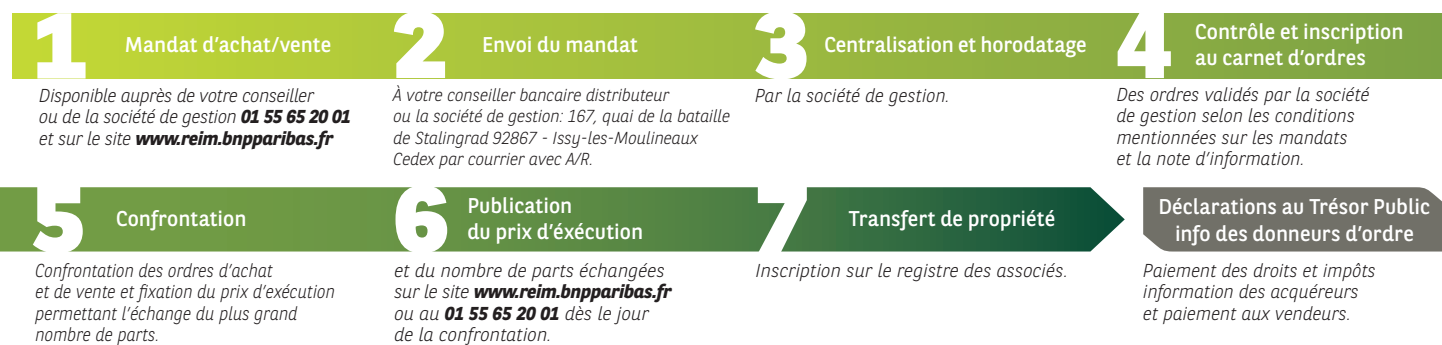 1 Mandat d'achat/vente
Disponible auprès de votre conseiller
ou de la société de gestion 01 55 65 20 01
et sur le site www.reim.bnpparibas.fr
2 Envoi du mandat
À votre conseiller bancaire distributeur
ou la société de gestion: 167, quai de la bataille
de Stalingrad 92867 - Issy-les-Moulineaux
Cedex par courrier avec A/R.
3 Centralisation et horodatage
Par la société de gestion.
4 Contrôle et inscription
au carnet d'ordres
Des ordres validés par la société
de gestion selon les conditions
mentionnées sur les mandats
et la note d'information.
5 Confrontation
Confrontation des ordres d'achat
et de vente et fixation du prix d'exécution
permettant l'échange du plus grand
nombre de parts.
6 Publication
du prix d'éxécution
et du nombre de parts échangées
sur le site www.reim.bnpparibas.fr
ou au 01 55 65 20 01 dès le jour
de la confrontation.
7 Transfert de propriété
Inscription sur le registre des associés.
Déclarations au Trésor Public
info des donneurs d'ordre
Paiement des droits et impôts
information des acquéreurs
et paiement aux vendeurs.